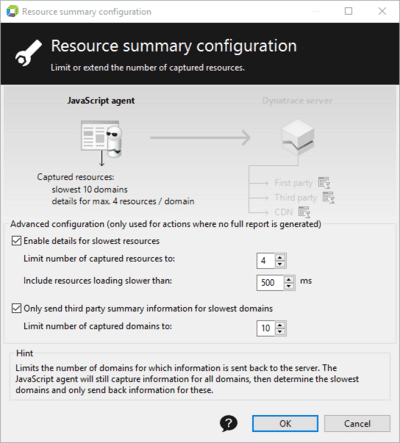 Resource summary configuration
Resource summary configuration
Limit or extend the number of captured resources.
JavaScript agent
Dynatrace server
Captured resources:
slowest 10 domains
details for max. 4 resources / domain
First party
Third party
CDN
Advanced configuration (only used for actions where no full report is generated)
Enable details for slowest resources
Limit number of captured resources to: 4
Include resources loading slower than: 500 ms
Only send third party summary information for slowest domains
Limit number of captured domains to: 10
Hint
Limits the number of domains for which information is sent back to the server. The
JavaScript agent will still capture information for all domains, then determine the slowest
domains and only send back information for these.
? OK Cancel